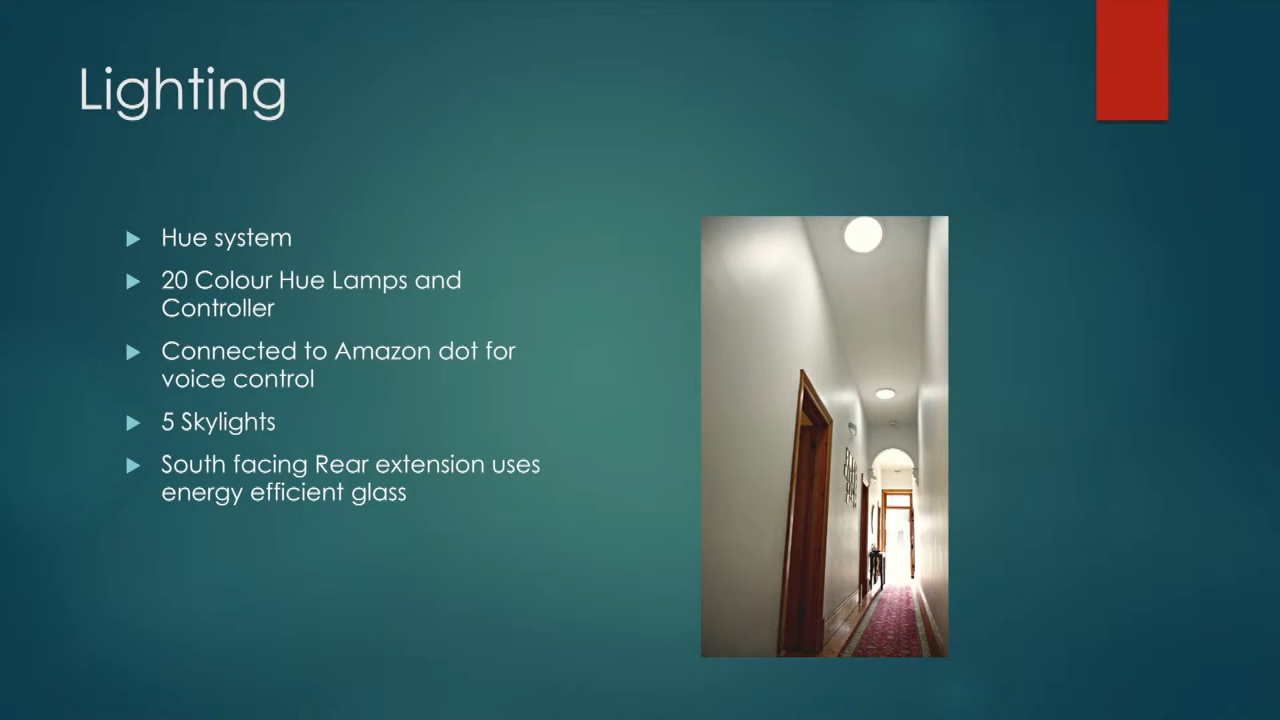 Lighting
Hue system
20 Colour Hue Lamps and
Controller
Connected to Amazon dot for
voice control
5 Skylights
South facing Rear extension uses
energy efficient glass